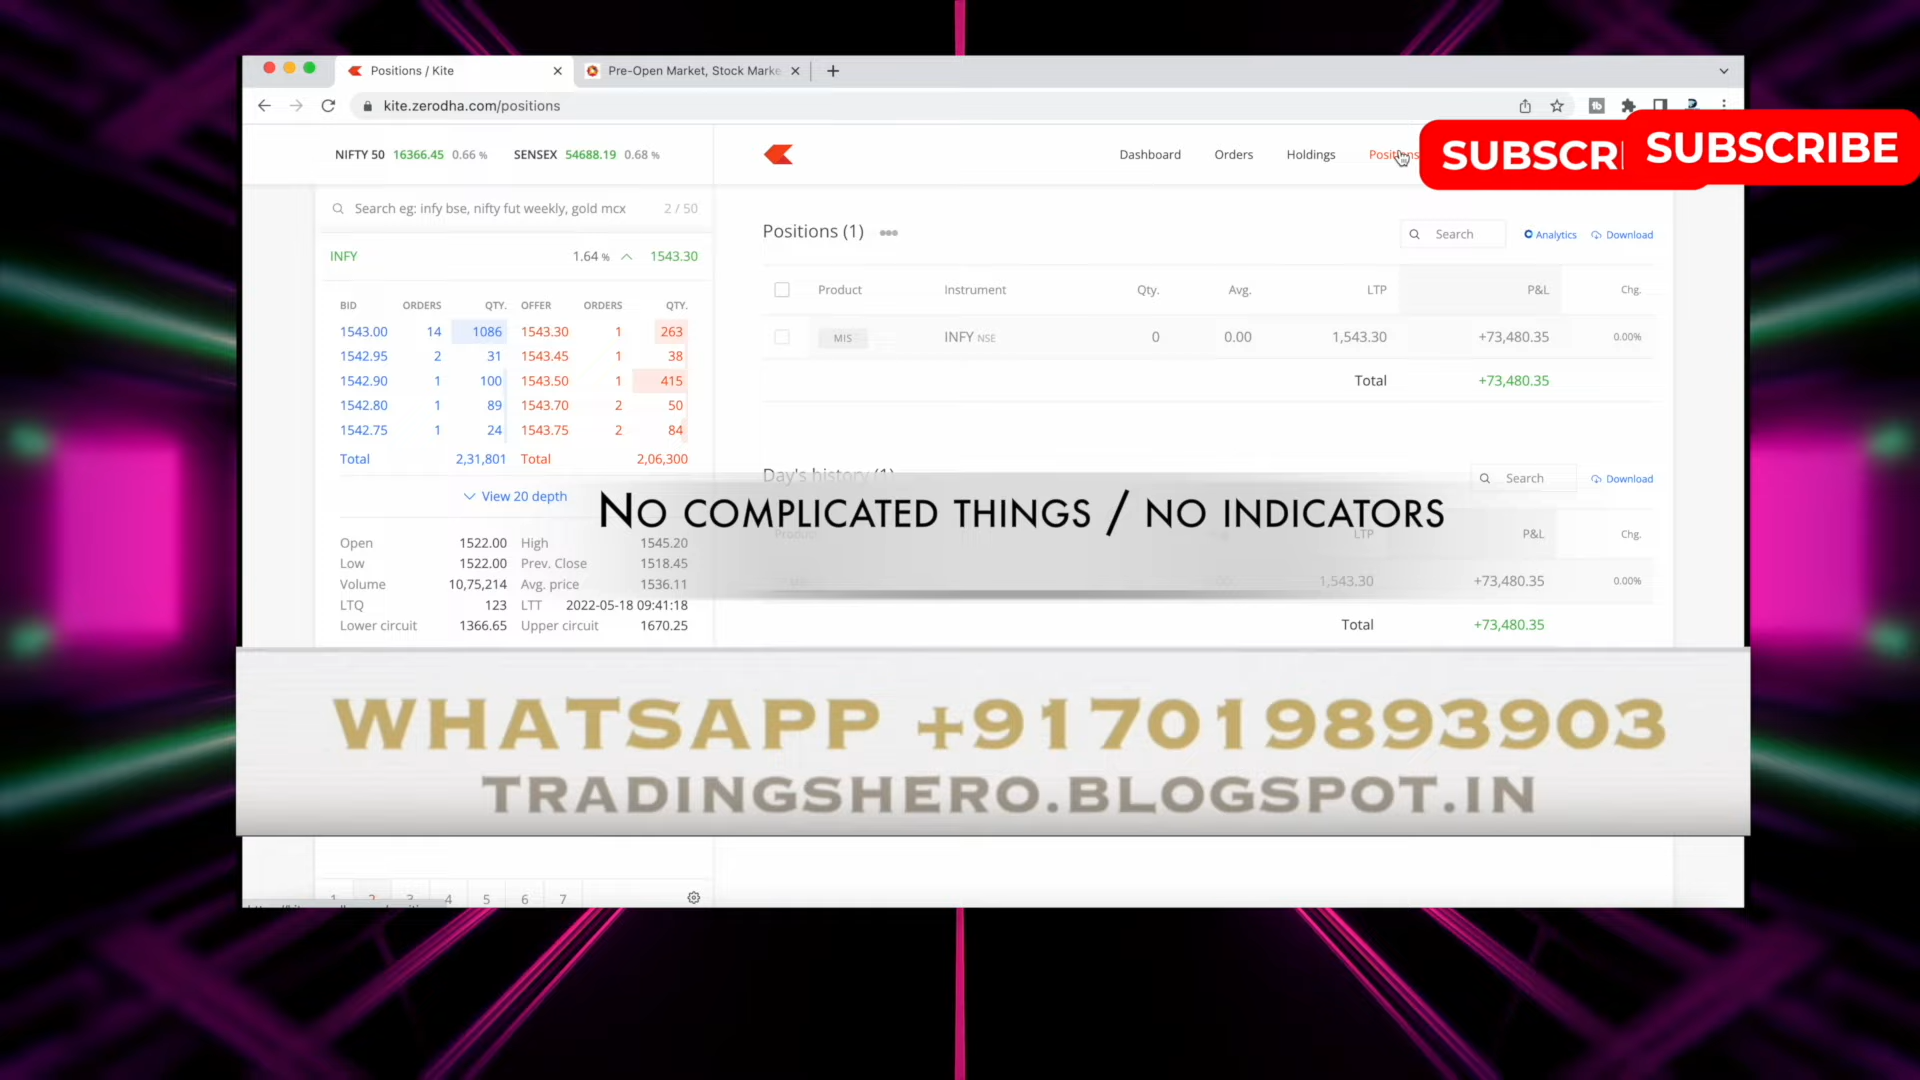 Positions / Kite
Pre-Open Market, Stock Marke
kite.zerodha.com/positions
NIFTY 50 16366.45 0.66 % SENSEX 54688.19 0.68 %
Dashboard Orders Holdings Positions
SUBSCRI
SUBSCRIBE
Search eg: infy bse, nifty fut weekly, gold mcx 2 / 50
INFY 1.64 % 1543.30
BID ORDERS QTY. OFFER ORDERS QTY.
1543.00 14 1086 1543.30 1 263
1542.95 2 31 1543.45 1 38
1542.90 1 100 1543.50 1 415
1542.80 1 89 1543.70 2 50
1542.75 1 24 1543.75 2 84
Total 2,31,801 Total 2,06,300
View 20 depth
Open 1522.00 High 1545.20
Low 1522.00 Prev. Close 1518.45
Volume 10,75,214 Avg. price 1536.11
LTQ 123 LTT 2022-05-18 09:41:18
Lower circuit 1366.65 Upper circuit 1670.25
Positions (1)
Search Analytics Download
Product Instrument Qty. Avg. LTP P&L Chg.
MIS INFY NSE 0 0.00 1,543.30 +73,480.35 0.00%
Total +73,480.35
Day's history (1)
Search Download
No complicated things / no indicators
Product LTP P&L Chg.
1,543.30 +73,480.35 0.00%
Total +73,480.35
WHATSAPP +917019893903
TRADINGSHERO.BLOGSPOT.IN
1 2 3 4 5 6 7